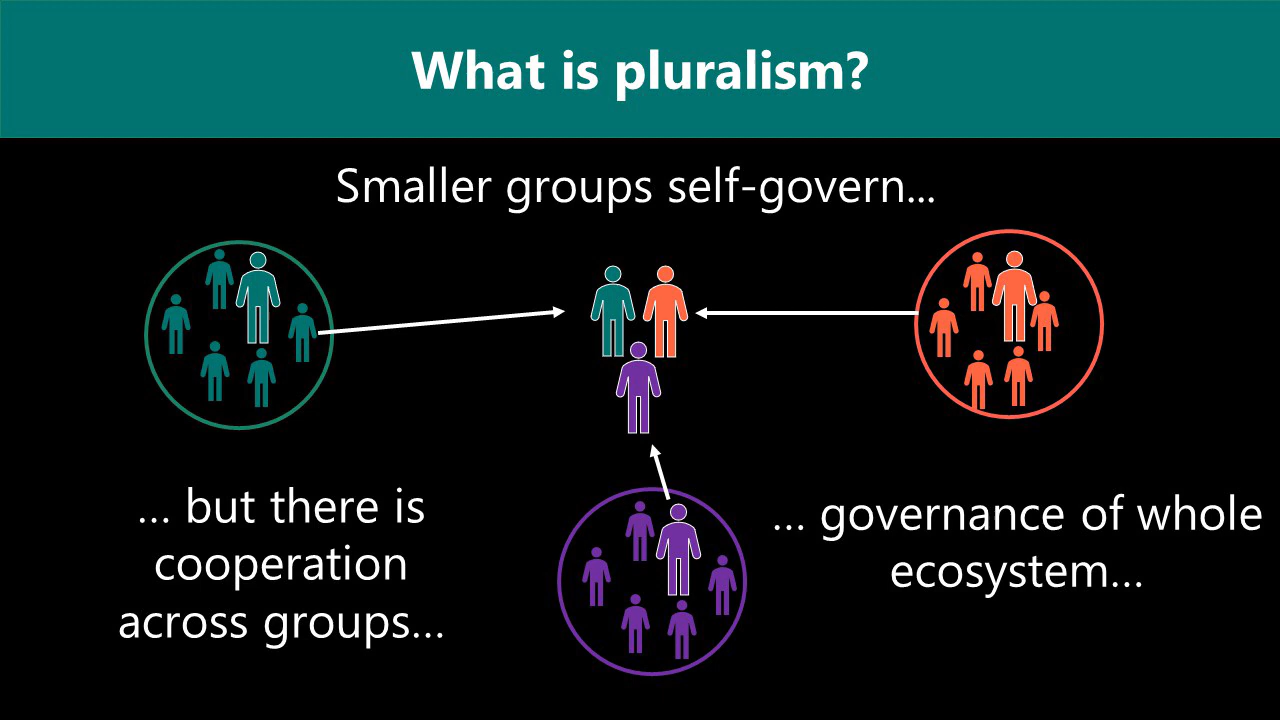 What is pluralism?
Smaller groups self-govern...
... but there is
cooperation
across groups...
... governance of whole
ecosystem...